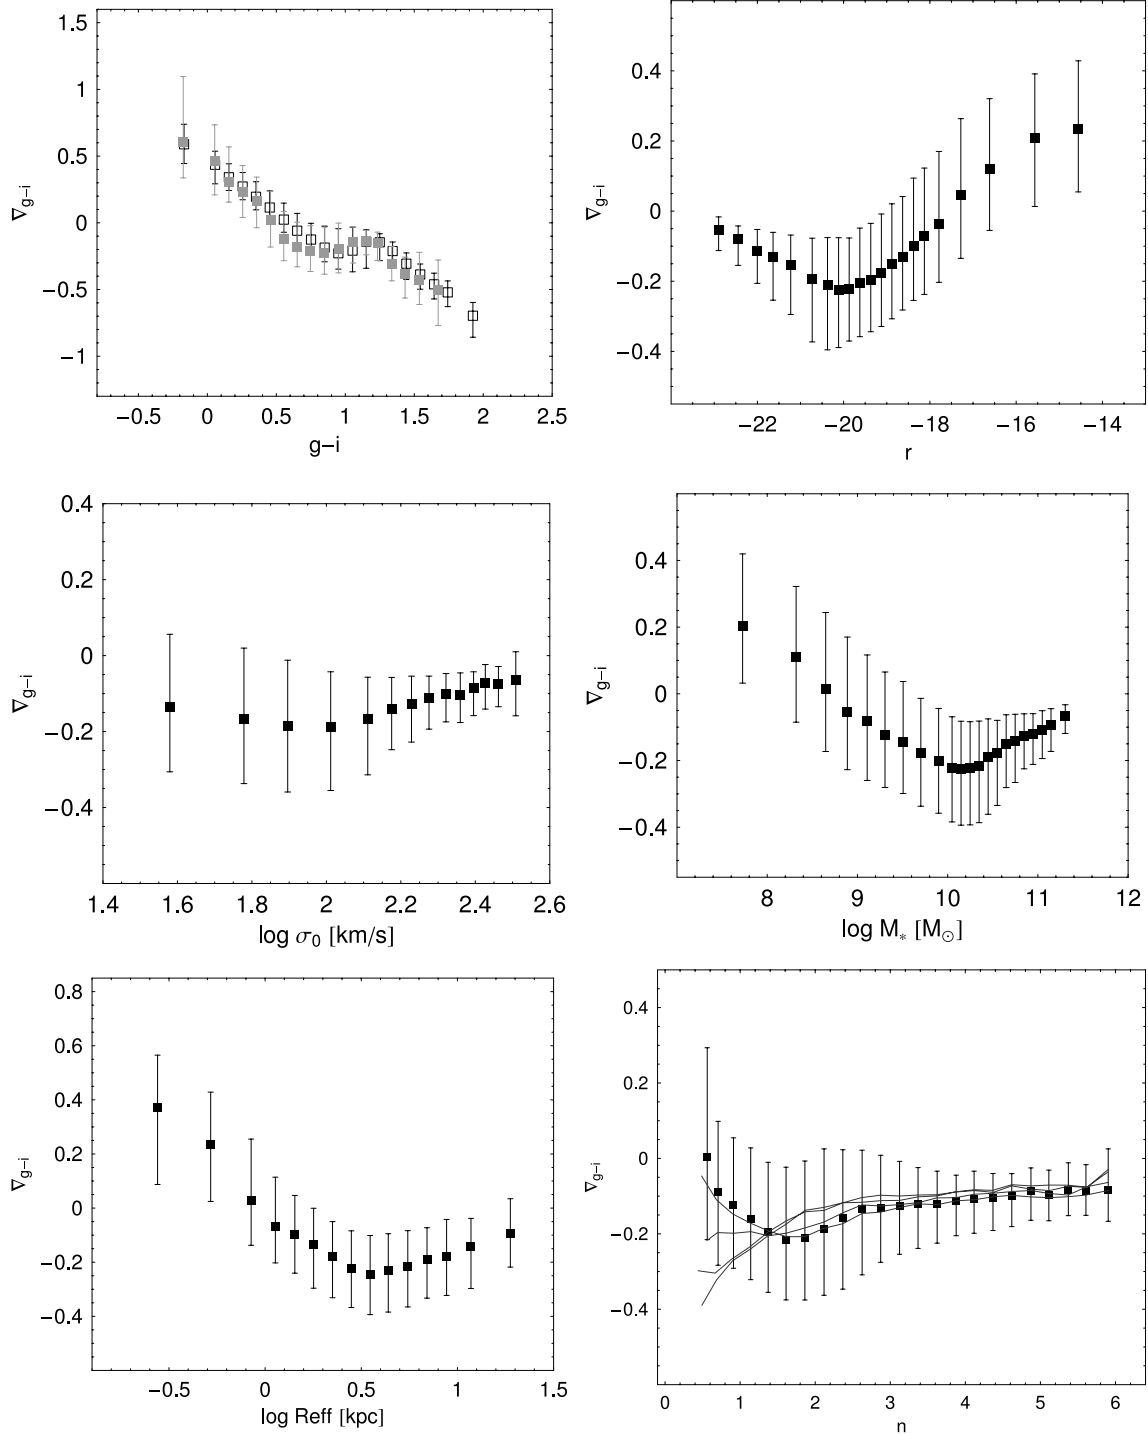 1.5
1
0.5
0
−0.5
−1
∇g−i
−0.5 0 0.5 1 1.5 2 2.5
g−i
0.4
0.2
0
−0.2
−0.4
∇g−i
−22 −20 −18 −16 −14
r
0.4
0.2
0
−0.2
−0.4
∇g−i
1.4 1.6 1.8 2 2.2 2.4 2.6
log σ0 [km/s]
0.4
0.2
0
−0.2
−0.4
∇g−i
8 9 10 11 12
log M* [M⊙]
0.8
0.6
0.4
0.2
0
−0.2
−0.4
∇g−i
−0.5 0 0.5 1 1.5
log Reff [kpc]
0.4
0.2
0
−0.2
−0.4
∇g−i
0 1 2 3 4 5 6
n